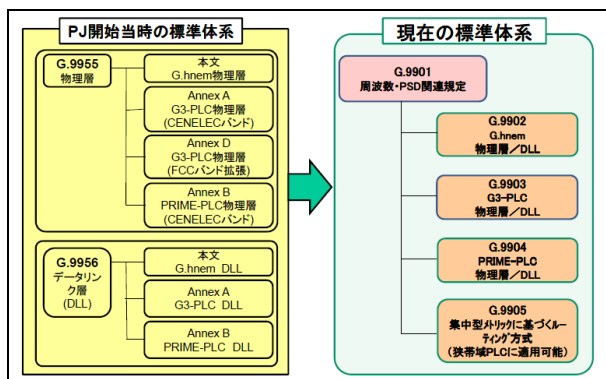 PJ開始当時の標準体系
G.9955
物理層
本文
G.hnem物理層
Annex A
G3-PLC物理層
(CENELECバンド)
Annex D
G3-PLC物理層
(FCCバンド拡張)
Annex B
PRIME-PLC物理層
(CENELECバンド)
G.9956
データリン
ク層
(DLL)
本文
G.hnem DLL
Annex A
G3-PLC DLL
Annex B
PRIME-PLC DLL
現在の標準体系
G.9901
周波数・PSD関連規定
G.9902
G.hnem
物理層／DLL
G.9903
G3-PLC
物理層／DLL
G.9904
PRIME-PLC
物理層／DLL
G.9905
集中型メトリックに基づくルー
ティング方式
(狭帯域PLCに適用可能)